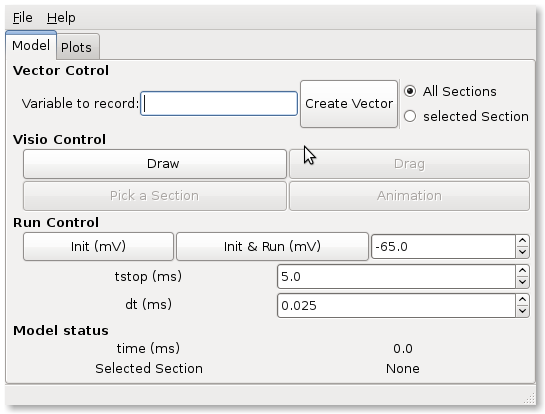 File Help
Model Plots
Vector Cotrol
Variable to record: Create Vector All Sections
selected Section
Visio Control
Draw Drag
Pick a Section Animation
Run Control
Init (mV) Init & Run (mV) -65.0
tstop (ms) 5.0
dt (ms) 0.025
Model status
time (ms) 0.0
Selected Section None